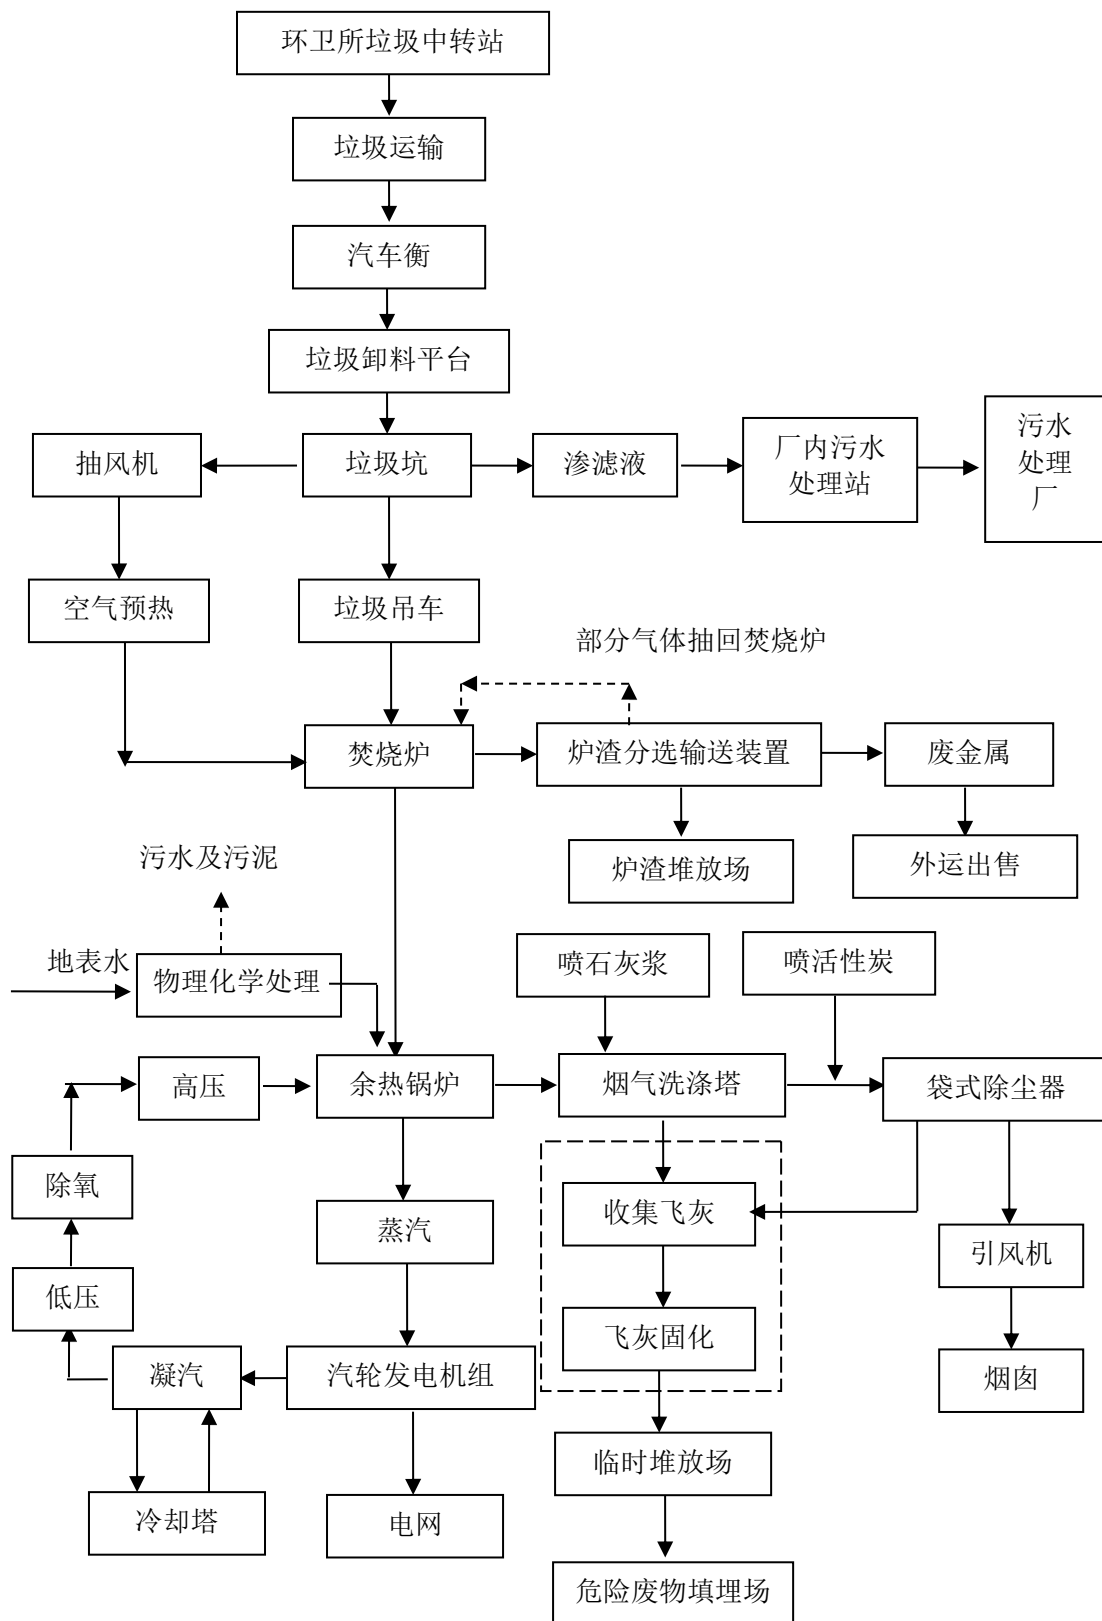 环卫所垃圾中转站
垃圾运输
汽车衡
垃圾卸料平台
抽风机
垃圾坑
渗滤液
厂内污水
处理站
污水
处理
厂
空气预热
垃圾吊车
部分气体抽回焚烧炉
焚烧炉
炉渣分选输送装置
废金属
污水及污泥
炉渣堆放场
外运出售
地表水
物理化学处理
喷石灰浆
喷活性炭
高压
余热锅炉
烟气洗涤塔
袋式除尘器
除氧
蒸汽
收集飞灰
引风机
低压
飞灰固化
凝汽
汽轮发电机组
烟囱
临时堆放场
冷却塔
电网
危险废物填埋场